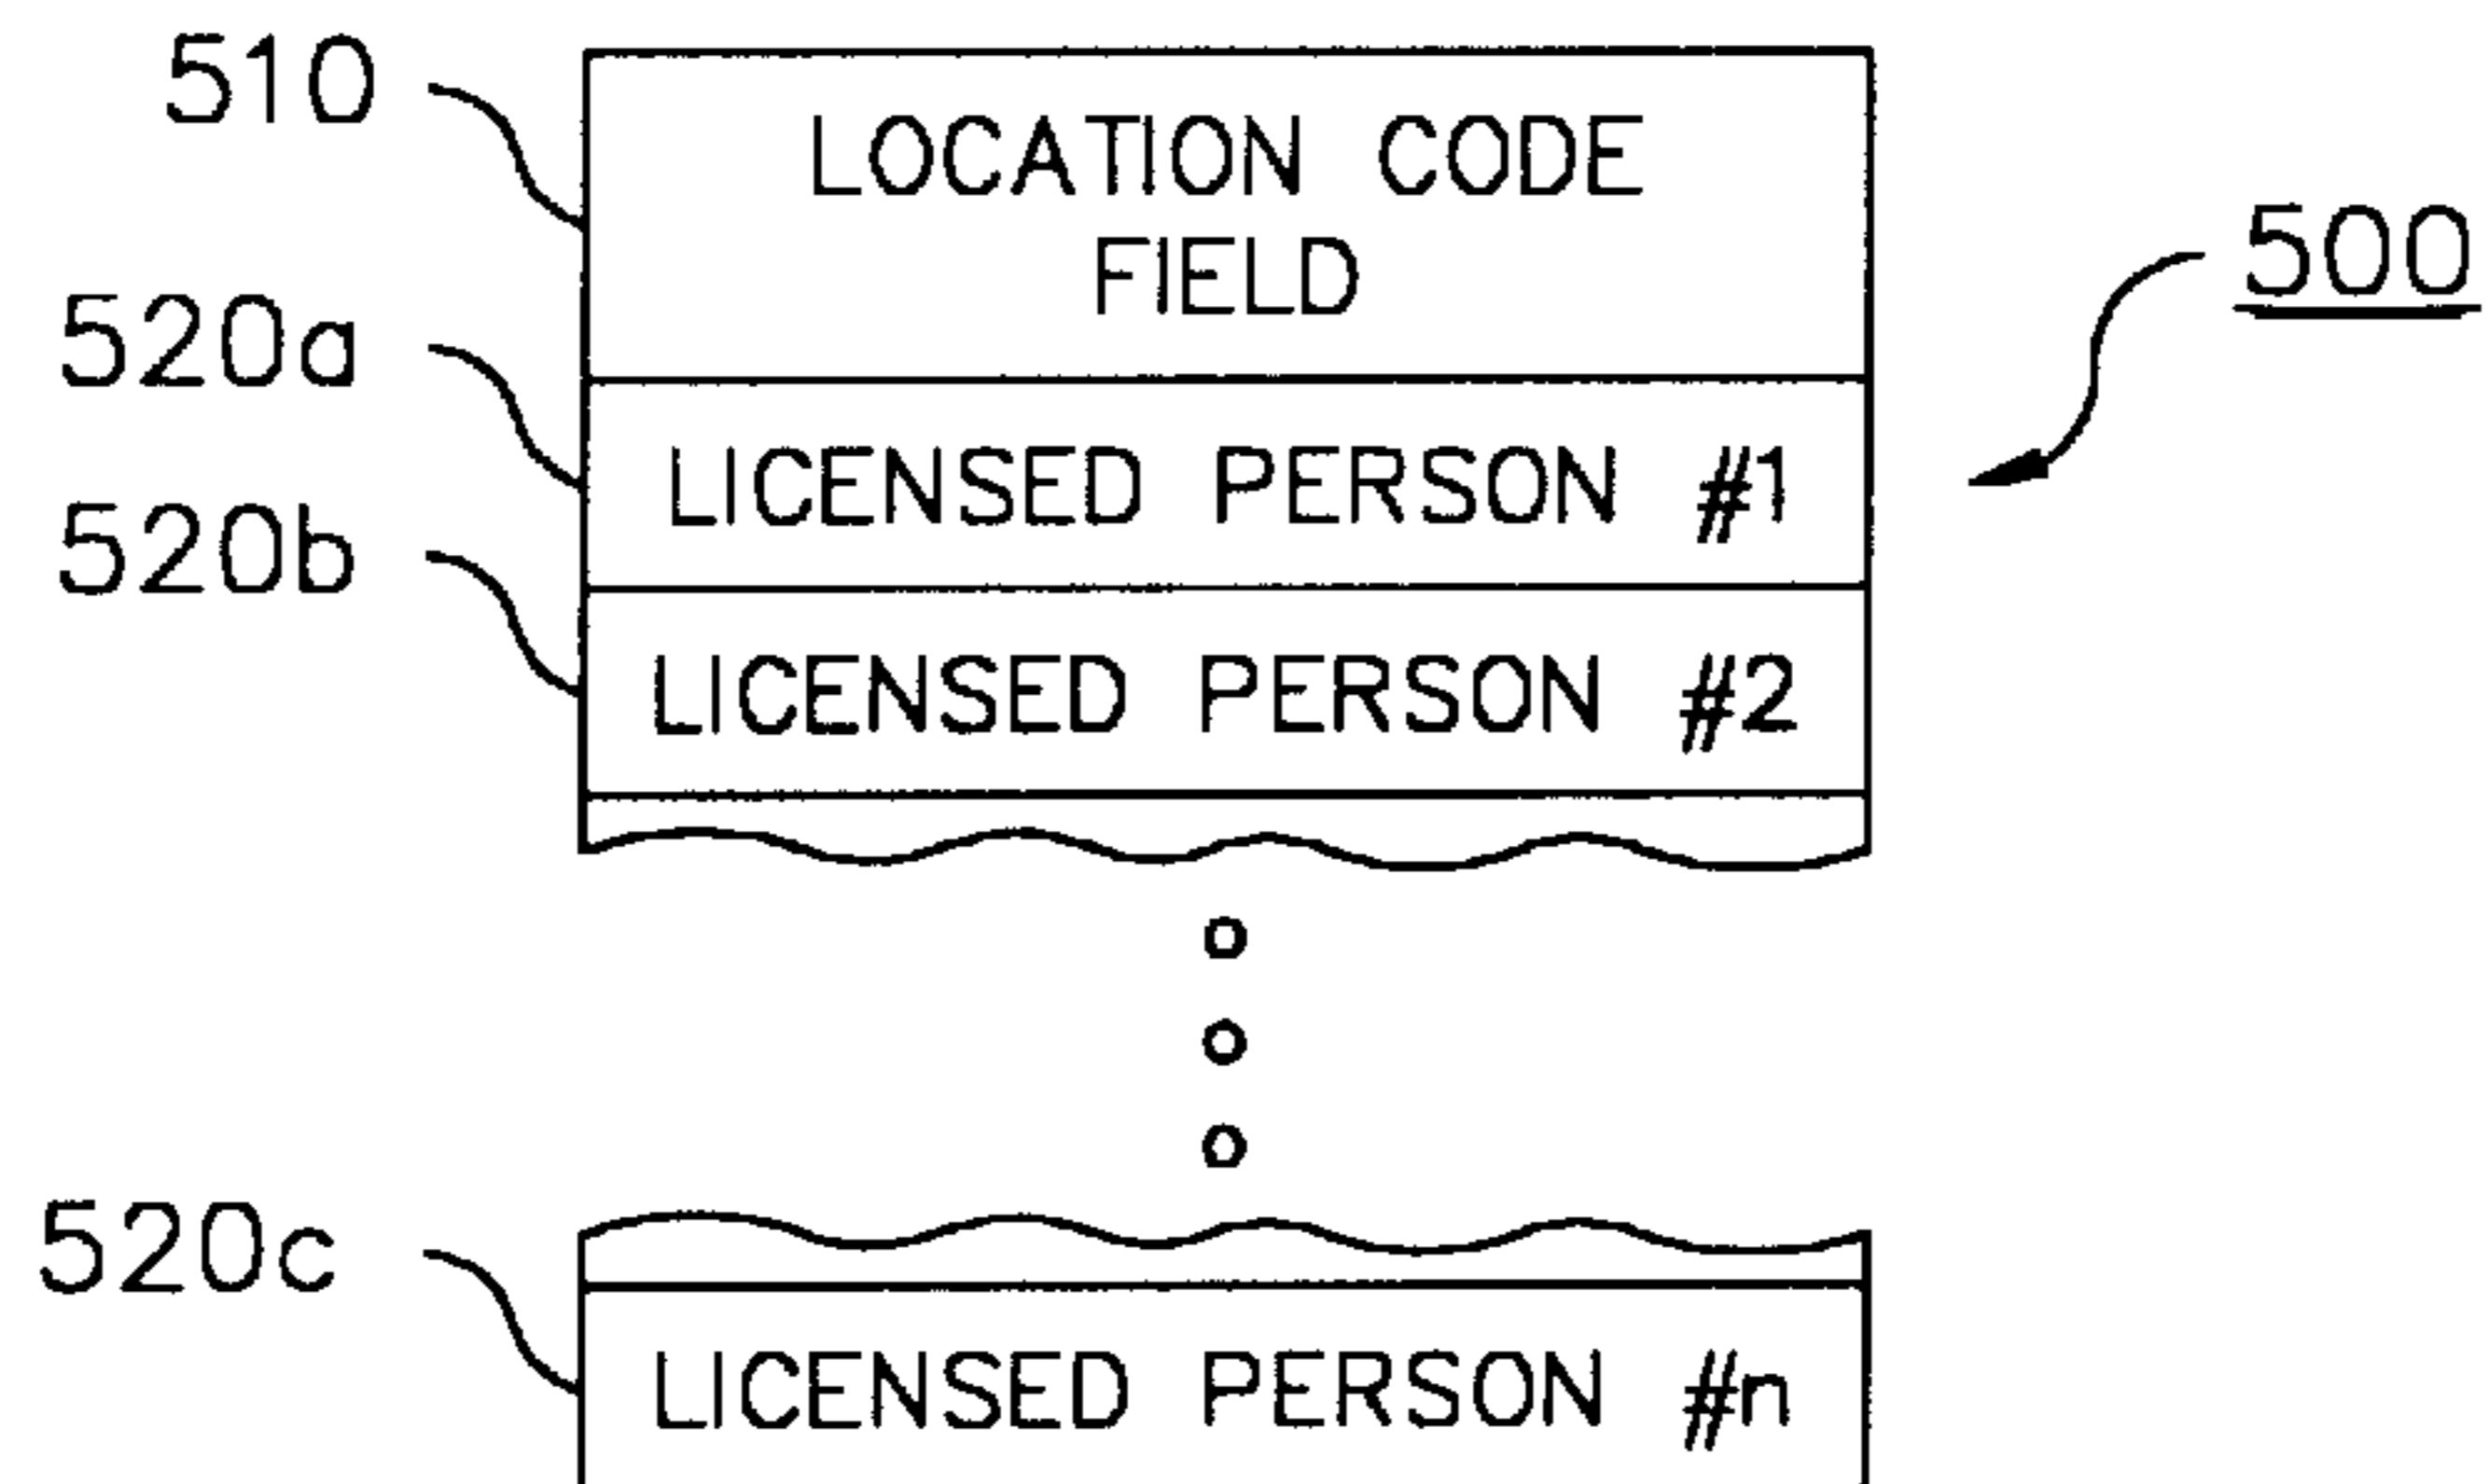 510
LOCATION CODE
FIELD
500
520a
LICENSED PERSON #1
520b
LICENSED PERSON #2
520c
LICENSED PERSON #n